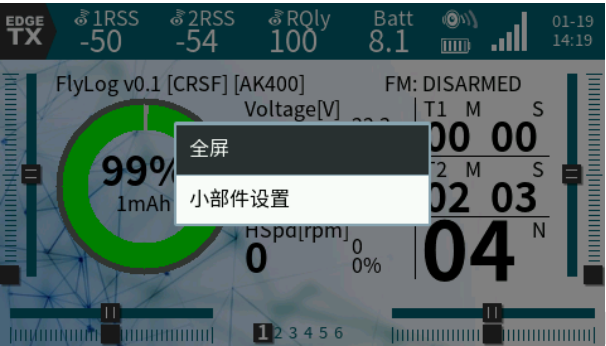 EDGE TX
1RSS 2RSS RQly Batt 01-19
-50 -54 100 8.1 14:19
FlyLog v0.1 [CRSF] [AK400] FM: DISARMED
Voltage[V] T1 M S
00 00
全屏
99% T2 M S
1mAh 小部件设置 02 03
HSpd[rpm]
0 0 04 N
0%
1 2 3 4 5 6